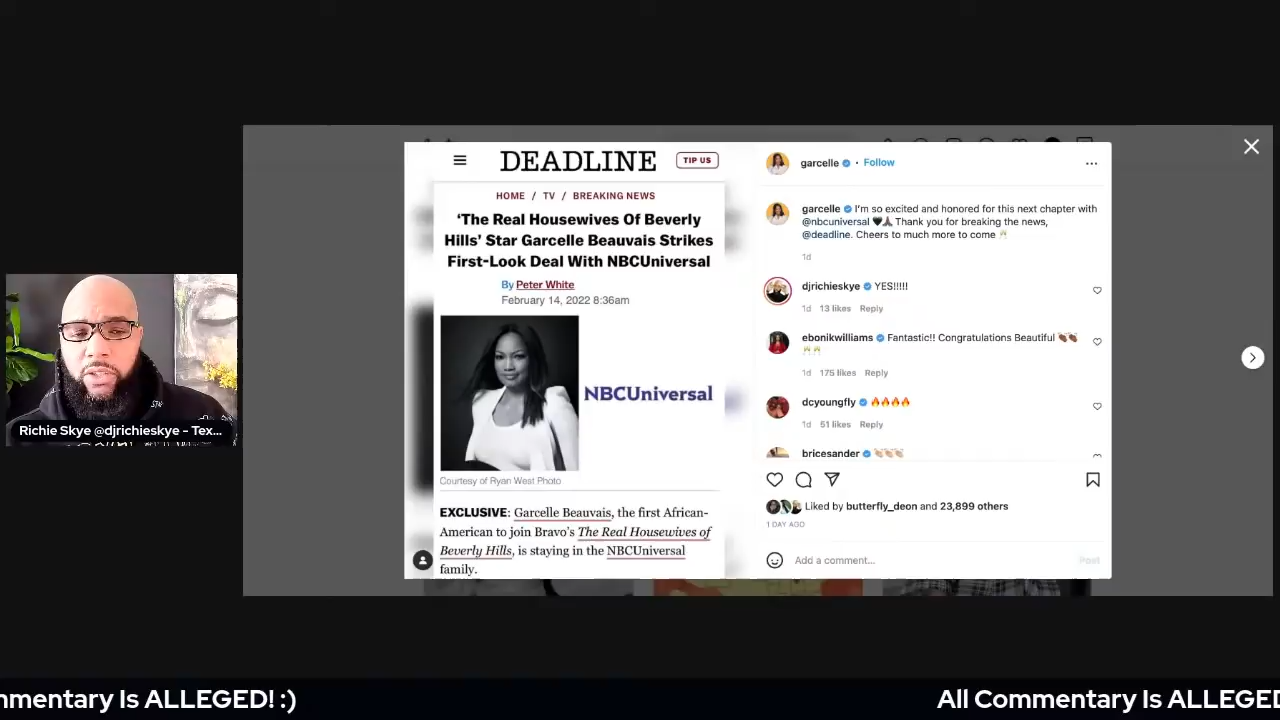 DEADLINE
TIP US
HOME / TV / BREAKING NEWS
‘The Real Housewives Of Beverly
Hills’ Star Garcelle Beauvais Strikes
First-Look Deal With NBCUniversal
By Peter White
February 14, 2022 8:36am
NBCUniversal
Courtesy of Ryan West Photo
EXCLUSIVE: Garcelle Beauvais, the first African-
American to join Bravo’s The Real Housewives of
Beverly Hills, is staying in the NBCUniversal
family.
garcelle • Follow
garcelle I’m so excited and honored for this next chapter with
@nbcuniversal 🖤🙏🏾 Thank you for breaking the news,
@deadline. Cheers to much more to come 🥂
1d
djrichieskye YES!!!!!
1d 13 likes Reply
ebonikwilliams Fantastic!! Congratulations Beautiful 👏🏾👏🏾
🥂🥂
1d 175 likes Reply
dcyoungfly 🔥🔥🔥🔥
1d 51 likes Reply
bricesander 👏🏼👏🏼👏🏼
Liked by butterfly_deon and 23,899 others
1 DAY AGO
Add a comment...
Post
Richie Skye @djrichieskye - Tex...
mmentary Is ALLEGED! :)
All Commentary Is ALLEGED